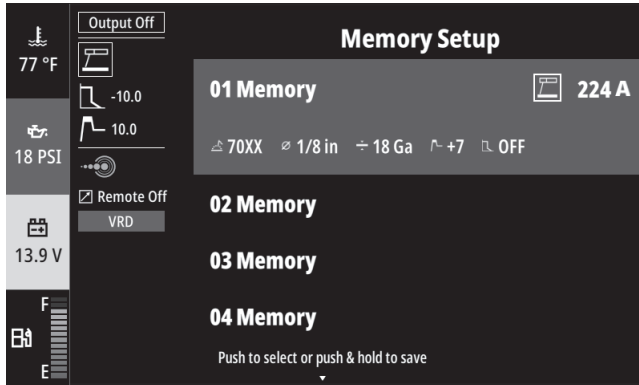 77 °F
18 PSI
13.9 V
F
E
Output Off
-10.0
10.0
Remote Off
VRD
Memory Setup
01 Memory 224 A
70XX 1/8 in 18 Ga +7 OFF
02 Memory
03 Memory
04 Memory
Push to select or push & hold to save